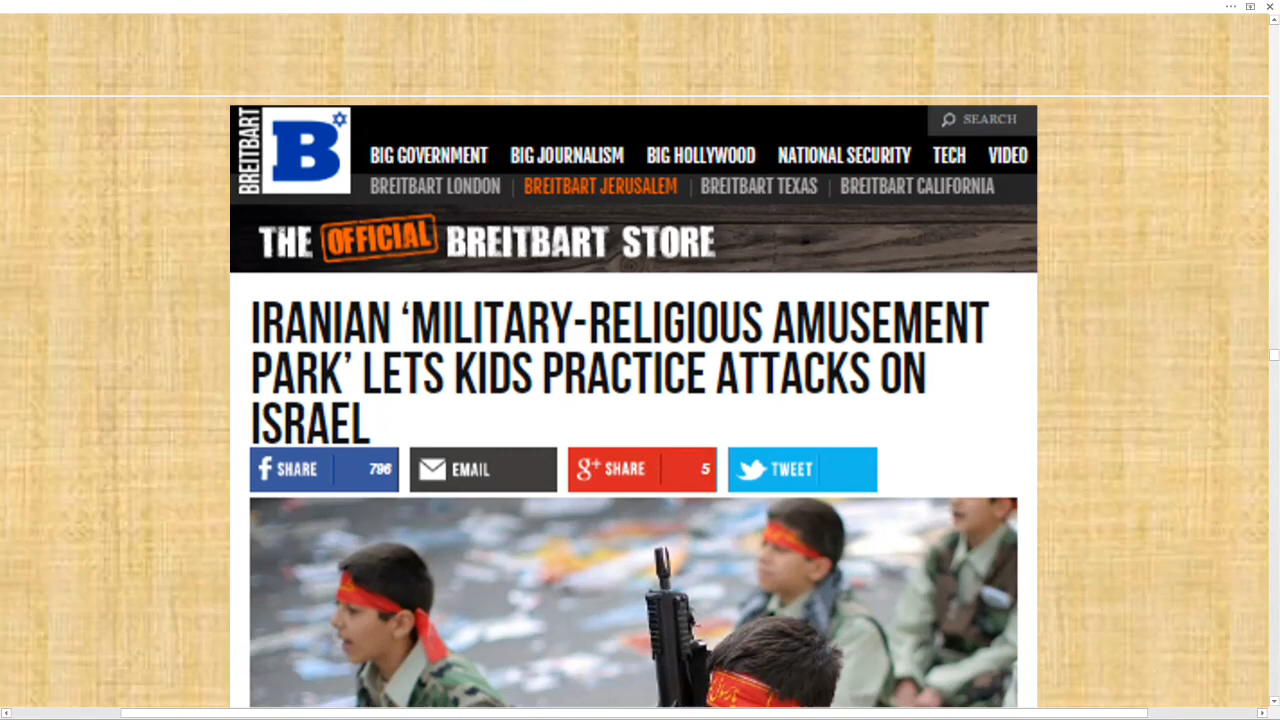 BREITBART
B
SEARCH
BIG GOVERNMENT BIG JOURNALISM BIG HOLLYWOOD NATIONAL SECURITY TECH VIDEO
BREITBART LONDON BREITBART JERUSALEM BREITBART TEXAS BREITBART CALIFORNIA
THE OFFICIAL BREITBART STORE
IRANIAN ‘MILITARY-RELIGIOUS AMUSEMENT
PARK’ LETS KIDS PRACTICE ATTACKS ON
ISRAEL
f SHARE 796 EMAIL g+ SHARE 5 TWEET